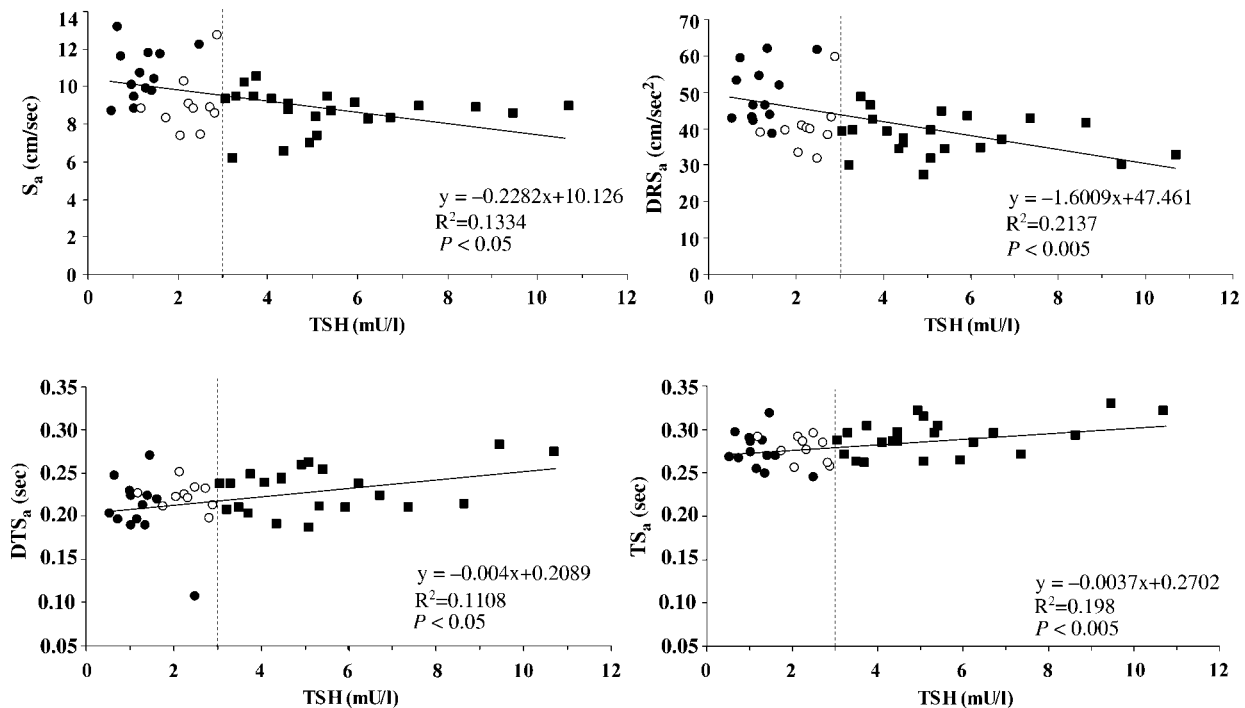 14
12
10
8
6
4
2
0
Sₐ (cm/sec)
y = –0.2282x+10.126
R²=0.1334
P < 0.05
0 2 4 6 8 10 12
TSH (mU/l)
70
60
50
40
30
20
10
0
DRSₐ (cm/sec²)
y = –1.6009x+47.461
R²=0.2137
P < 0.005
0 2 4 6 8 10 12
TSH (mU/l)
0.35
0.30
0.25
0.20
0.15
0.10
0.05
DTSₐ (sec)
y = –0.004x+0.2089
R²=0.1108
P < 0.05
0 2 4 6 8 10 12
TSH (mU/l)
0.35
0.30
0.25
0.20
0.15
0.10
0.05
TSₐ (sec)
y = –0.0037x+0.2702
R²=0.198
P < 0.005
0 2 4 6 8 10 12
TSH (mU/l)